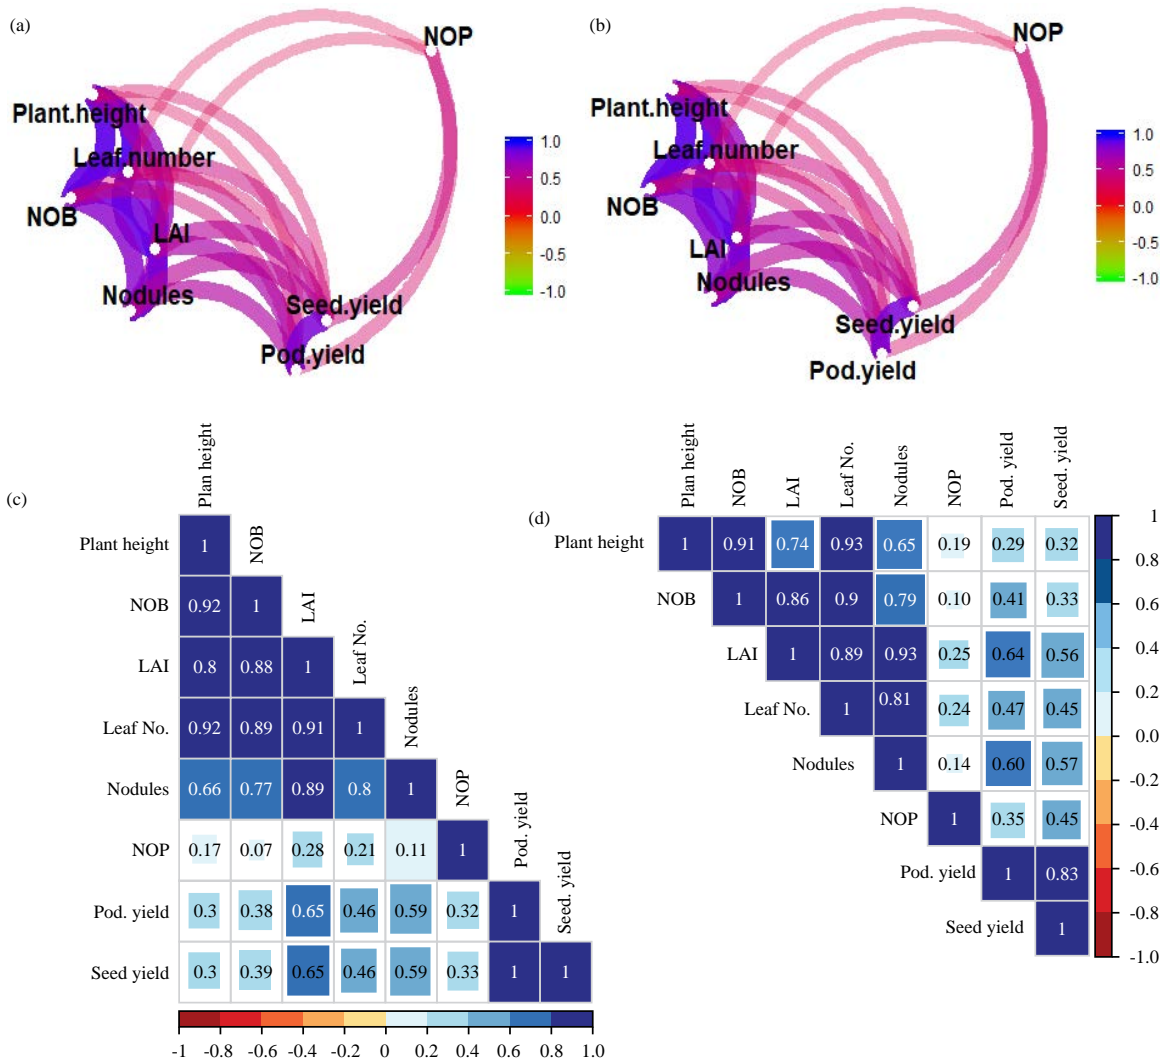 (a)
NOP
Plant.height
Leaf.number
NOB
LAI
Nodules
Seed.yield
Pod.yield
1.0
0.5
0.0
-0.5
-1.0
(b)
NOP
Plant.height
Leaf.number
NOB
LAI
Nodules
Seed.yield
Pod.yield
1.0
0.5
0.0
-0.5
-1.0
(c)
Plan height
NOB
LAI
Leaf No.
Nodules
NOP
Pod. yield
Seed. yield
Plant height 1
NOB 0.92 1
LAI 0.8 0.88 1
Leaf No. 0.92 0.89 0.91 1
Nodules 0.66 0.77 0.89 0.8 1
NOP 0.17 0.07 0.28 0.21 0.11 1
Pod. yield 0.3 0.38 0.65 0.46 0.59 0.32 1
Seed yield 0.3 0.39 0.65 0.46 0.59 0.33 1 1
-1 -0.8 -0.6 -0.4 -0.2 0 0.2 0.4 0.6 0.8 1.0
(d)
Plan height
NOB
LAI
Leaf No.
Nodules
NOP
Pod. yield
Seed. yield
Plant height 1 0.91 0.74 0.93 0.65 0.19 0.29 0.32
NOB 1 0.86 0.9 0.79 0.10 0.41 0.33
LAI 1 0.89 0.93 0.25 0.64 0.56
Leaf No. 1 0.81 0.24 0.47 0.45
Nodules 1 0.14 0.60 0.57
NOP 1 0.35 0.45
Pod. yield 1 0.83
Seed yield 1
1
0.8
0.6
0.4
0.2
0.0
-0.2
-0.4
-0.6
-0.8
-1.0